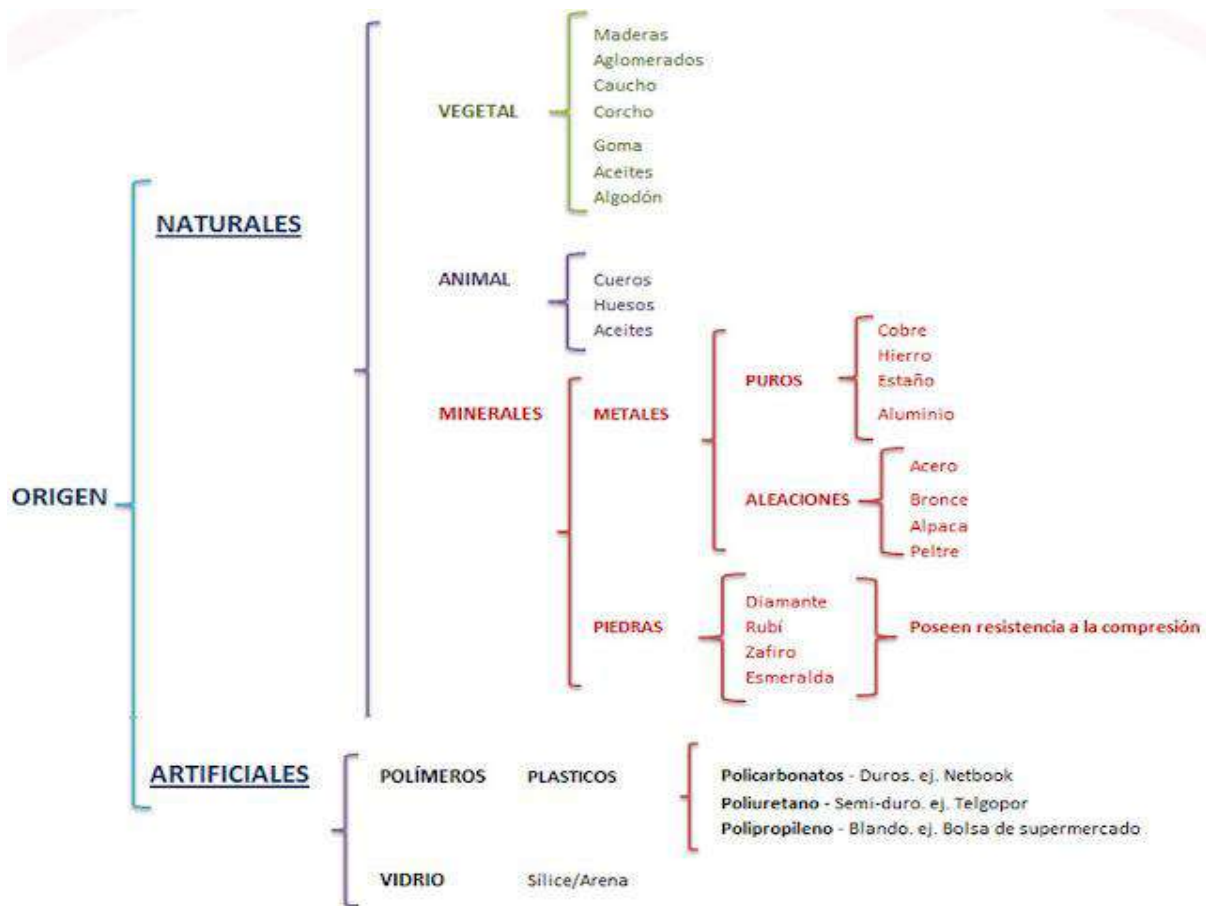 ORIGEN
NATURALES
VEGETAL
Maderas
Aglomerados
Caucho
Corcho
Goma
Aceites
Algodón
ANIMAL
Cueros
Huesos
Aceites
MINERALES
METALES
PUROS
Cobre
Hierro
Estaño
Aluminio
ALEACIONES
Acero
Bronce
Alpaca
Peltre
PIEDRAS
Diamante
Rubí
Zafiro
Esmeralda
Poseen resistencia a la compresión
ARTIFICIALES
POLÍMEROS PLASTICOS
Policarbonatos - Duros. ej. Netbook
Poliuretano - Semi-duro. ej. Telgopor
Polipropileno - Blando. ej. Bolsa de supermercado
VIDRIO Sílice/Arena